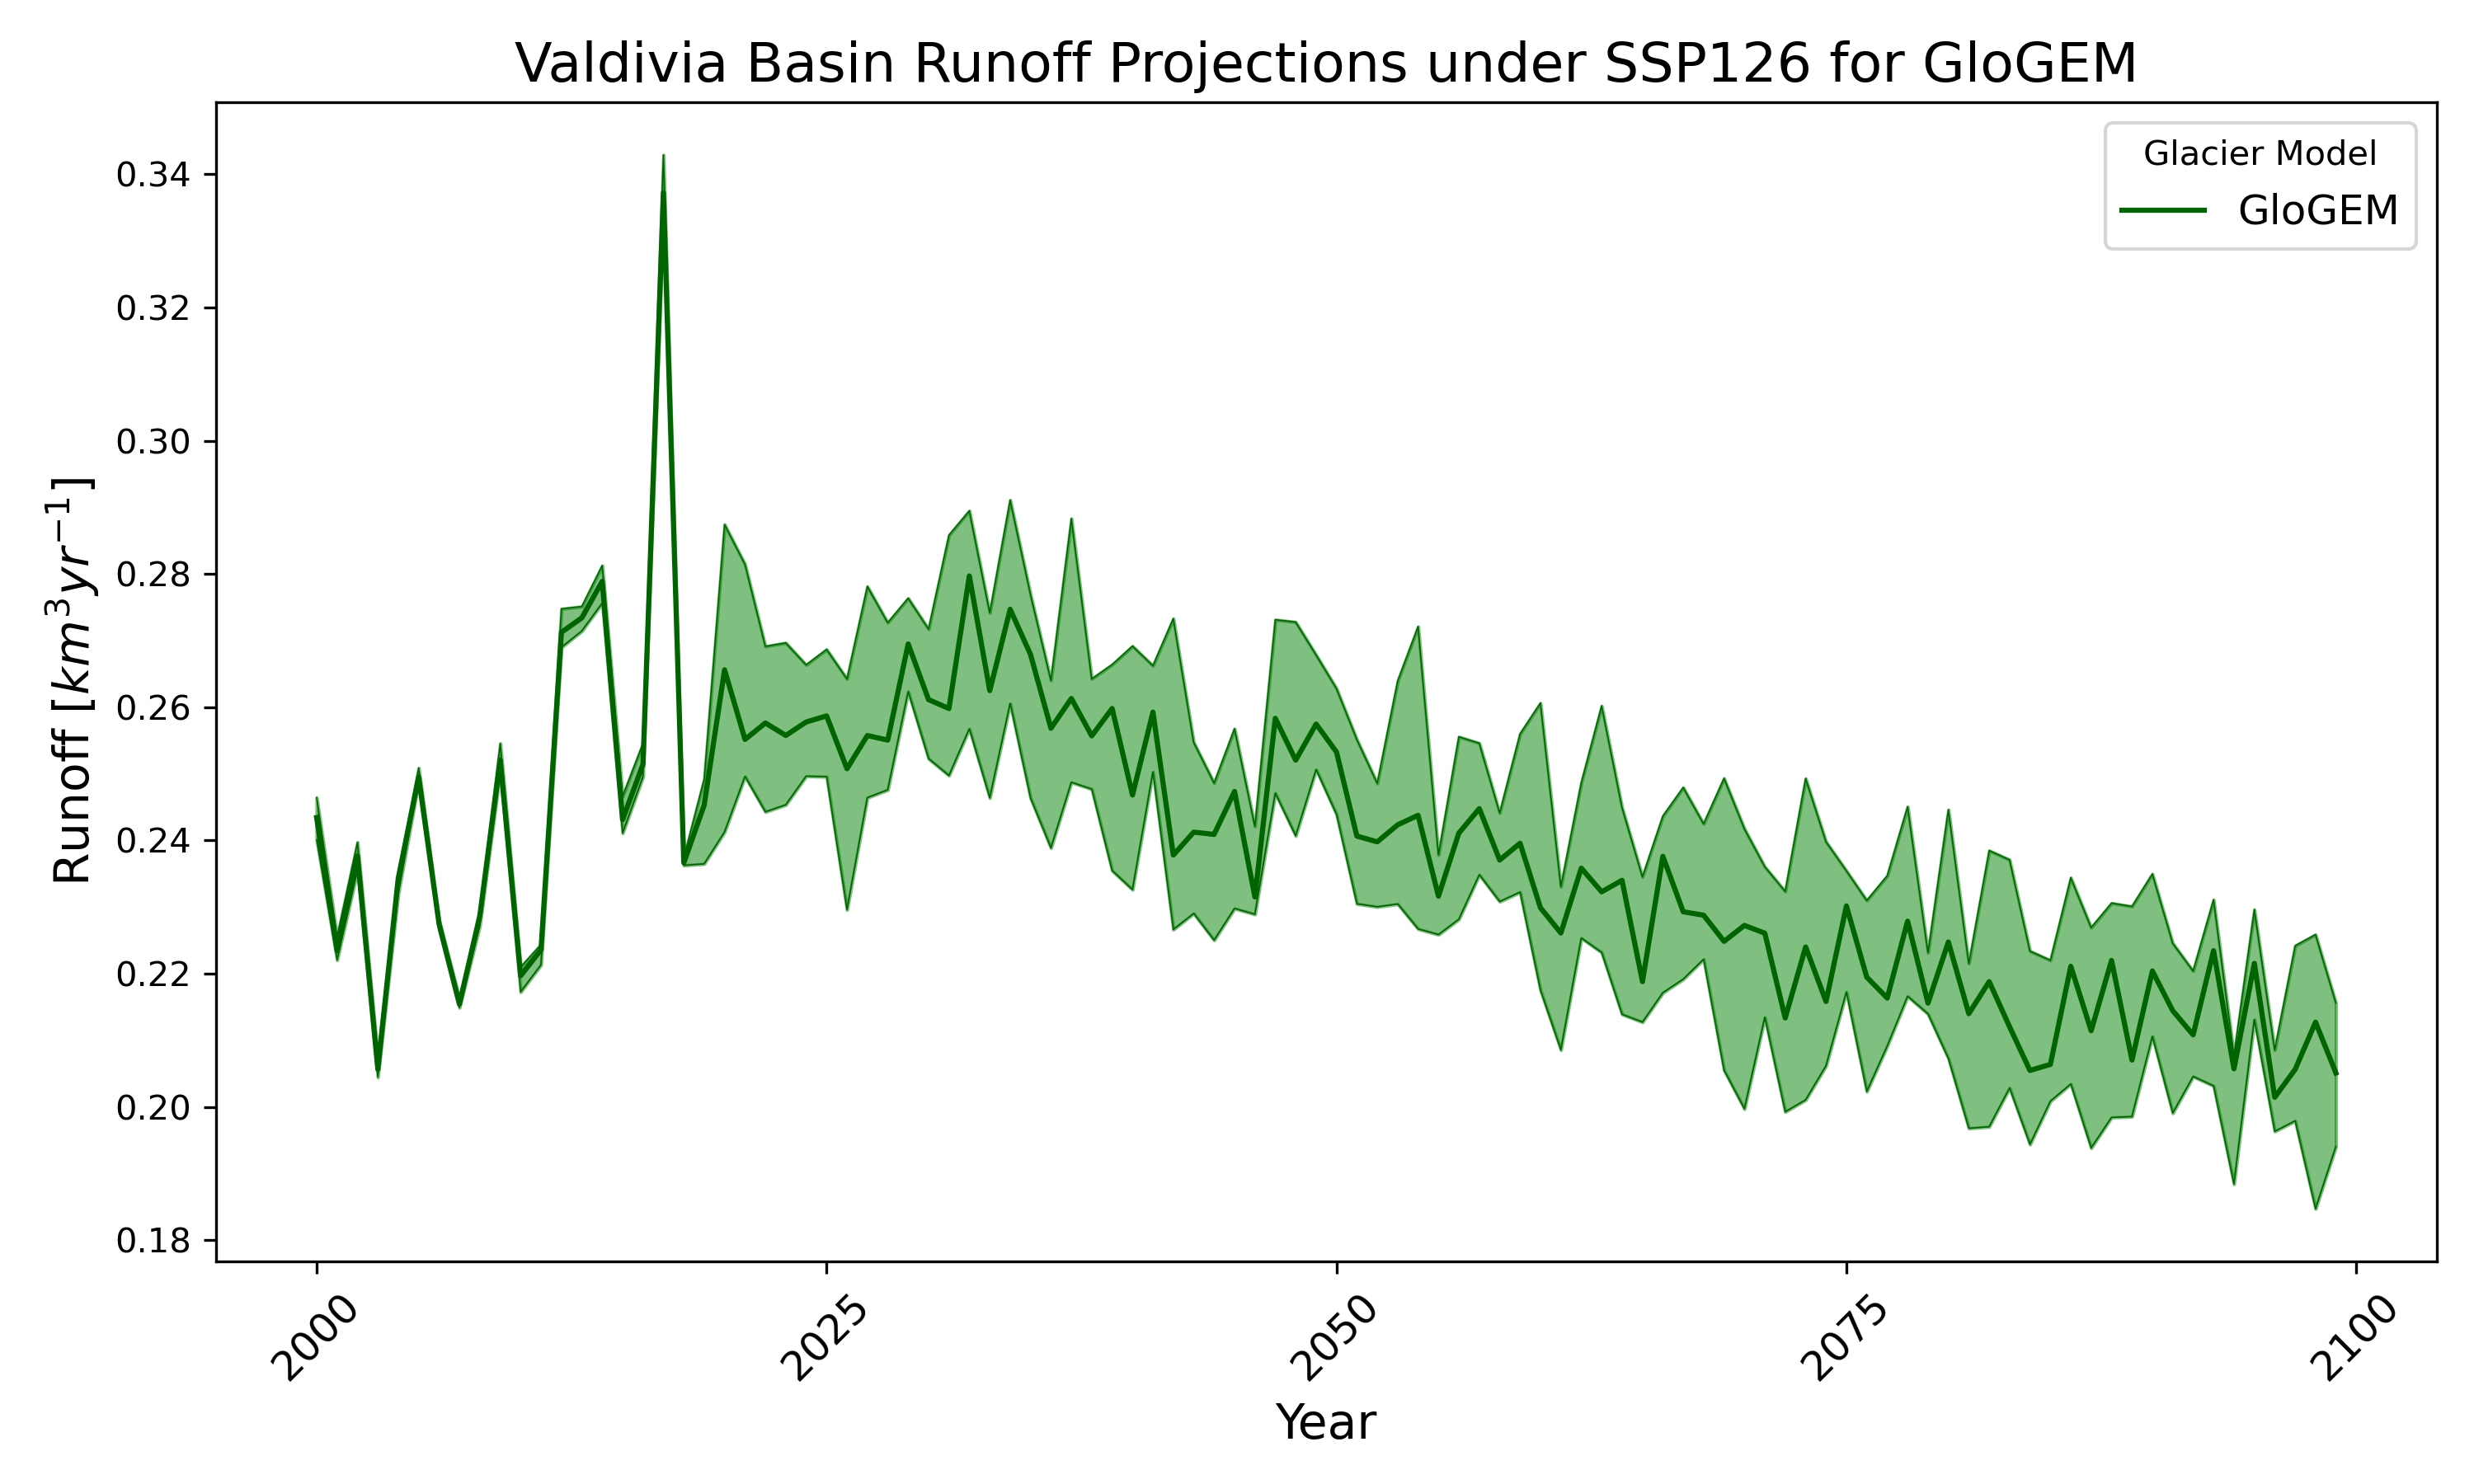 Valdivia Basin Runoff Projections under SSP126 for GloGEM
Glacier Model
GloGEM
Runoff [km³yr⁻¹]
0.34
0.32
0.30
0.28
0.26
0.24
0.22
0.20
0.18
2000
2025
2050
2075
2100
Year